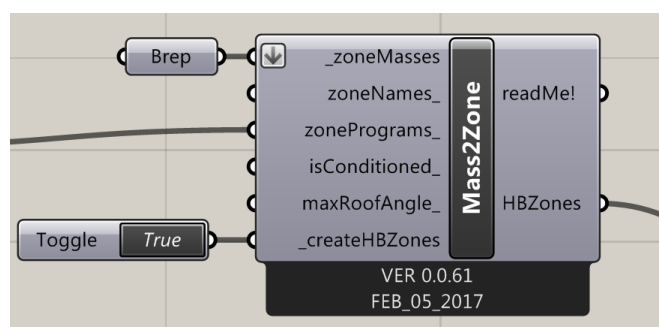 Brep
_zoneMasses
zoneNames_
zonePrograms_
isConditioned_
maxRoofAngle_
_createHBZones
Mass2Zone
readMe!
HBZones
Toggle
True
VER 0.0.61
FEB_05_2017